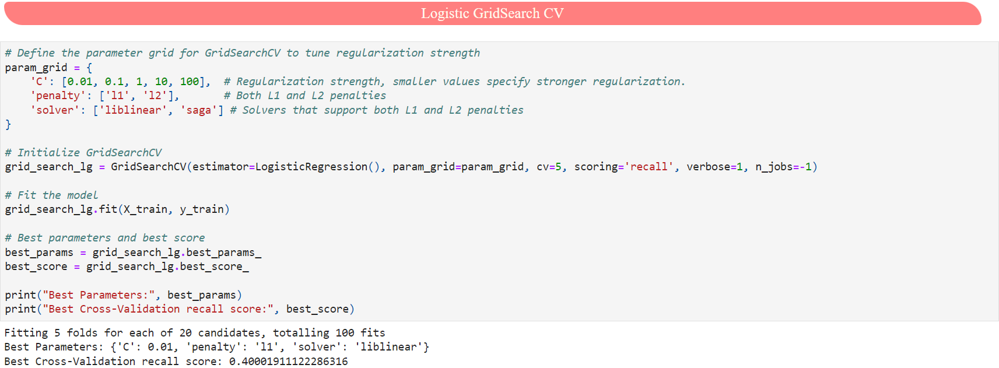 Logistic GridSearch CV
# Define the parameter grid for GridSearchCV to tune regularization strength
param_grid = {
    'C': [0.01, 0.1, 1, 10, 100],  # Regularization strength, smaller values specify stronger regularization.
    'penalty': ['l1', 'l2'],       # Both L1 and L2 penalties
    'solver': ['liblinear', 'saga'] # Solvers that support both L1 and L2 penalties
}
# Initialize GridSearchCV
grid_search_lg = GridSearchCV(estimator=LogisticRegression(), param_grid=param_grid, cv=5, scoring='recall', verbose=1, n_jobs=-1)
# Fit the model
grid_search_lg.fit(X_train, y_train)
# Best parameters and best score
best_params = grid_search_lg.best_params_
best_score = grid_search_lg.best_score_
print("Best Parameters:", best_params)
print("Best Cross-Validation recall score:", best_score)
Fitting 5 folds for each of 20 candidates, totalling 100 fits
Best Parameters: {'C': 0.01, 'penalty': 'l1', 'solver': 'liblinear'}
Best Cross-Validation recall score: 0.40001911122286316